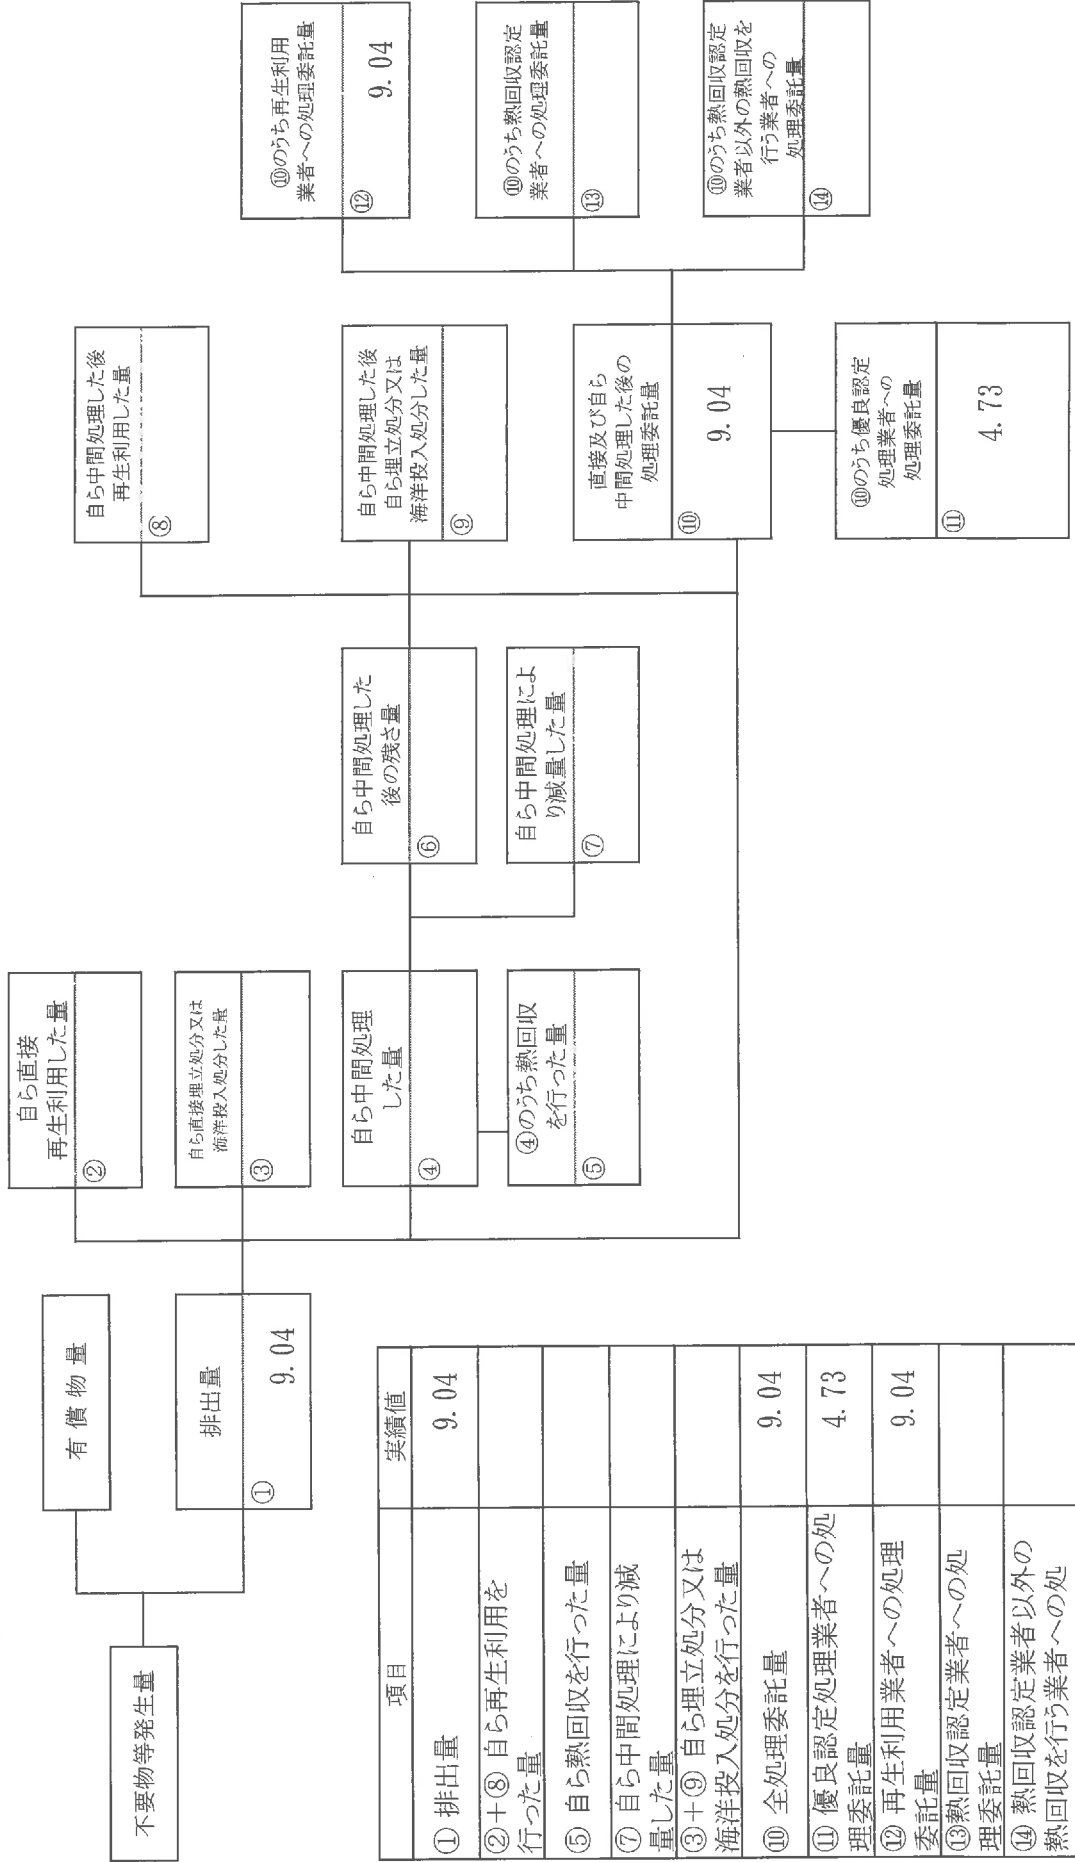 不要物等発生量
有償物量
排出量
①
9.04
自ら直接
再生利用した量
②
自ら直接埋立処分又は
海洋投入処分した量
③
自ら中間処理
した量
④
④のうち熱回収
を行った量
⑤
自ら中間処理した
後の残さ量
⑥
自ら中間処理によ
り減量した量
⑦
自ら中間処理した後
再生利用した量
⑧
自ら中間処理した後
自ら埋立処分又は
海洋投入処分した量
⑨
直接及び自ら
中間処理した後の
処理委託量
⑩
9.04
⑩のうち優良認定
処理業者への
処理委託量
⑪
4.73
⑩のうち再生利用
業者への処理委託量
⑫
9.04
⑩のうち熱回収認定
業者への処理委託量
⑬
⑩のうち熱回収認定
業者以外の熱回収を
行う業者への
処理委託量
⑭
項目 実績値
① 排出量 9.04
②+⑧ 自ら再生利用を
行った量
⑤ 自ら熱回収を行った量
⑦ 自ら中間処理により減
量した量
③+⑨ 自ら埋立処分又は
海洋投入処分を行った量
⑩ 全処理委託量 9.04
⑪ 優良認定処理業者への処
理委託量 4.73
⑫ 再生利用業者への処理
委託量 9.04
⑬熱回収認定業者への処
理委託量
⑭ 熱回収認定業者以外の
熱回収を行う業者への処